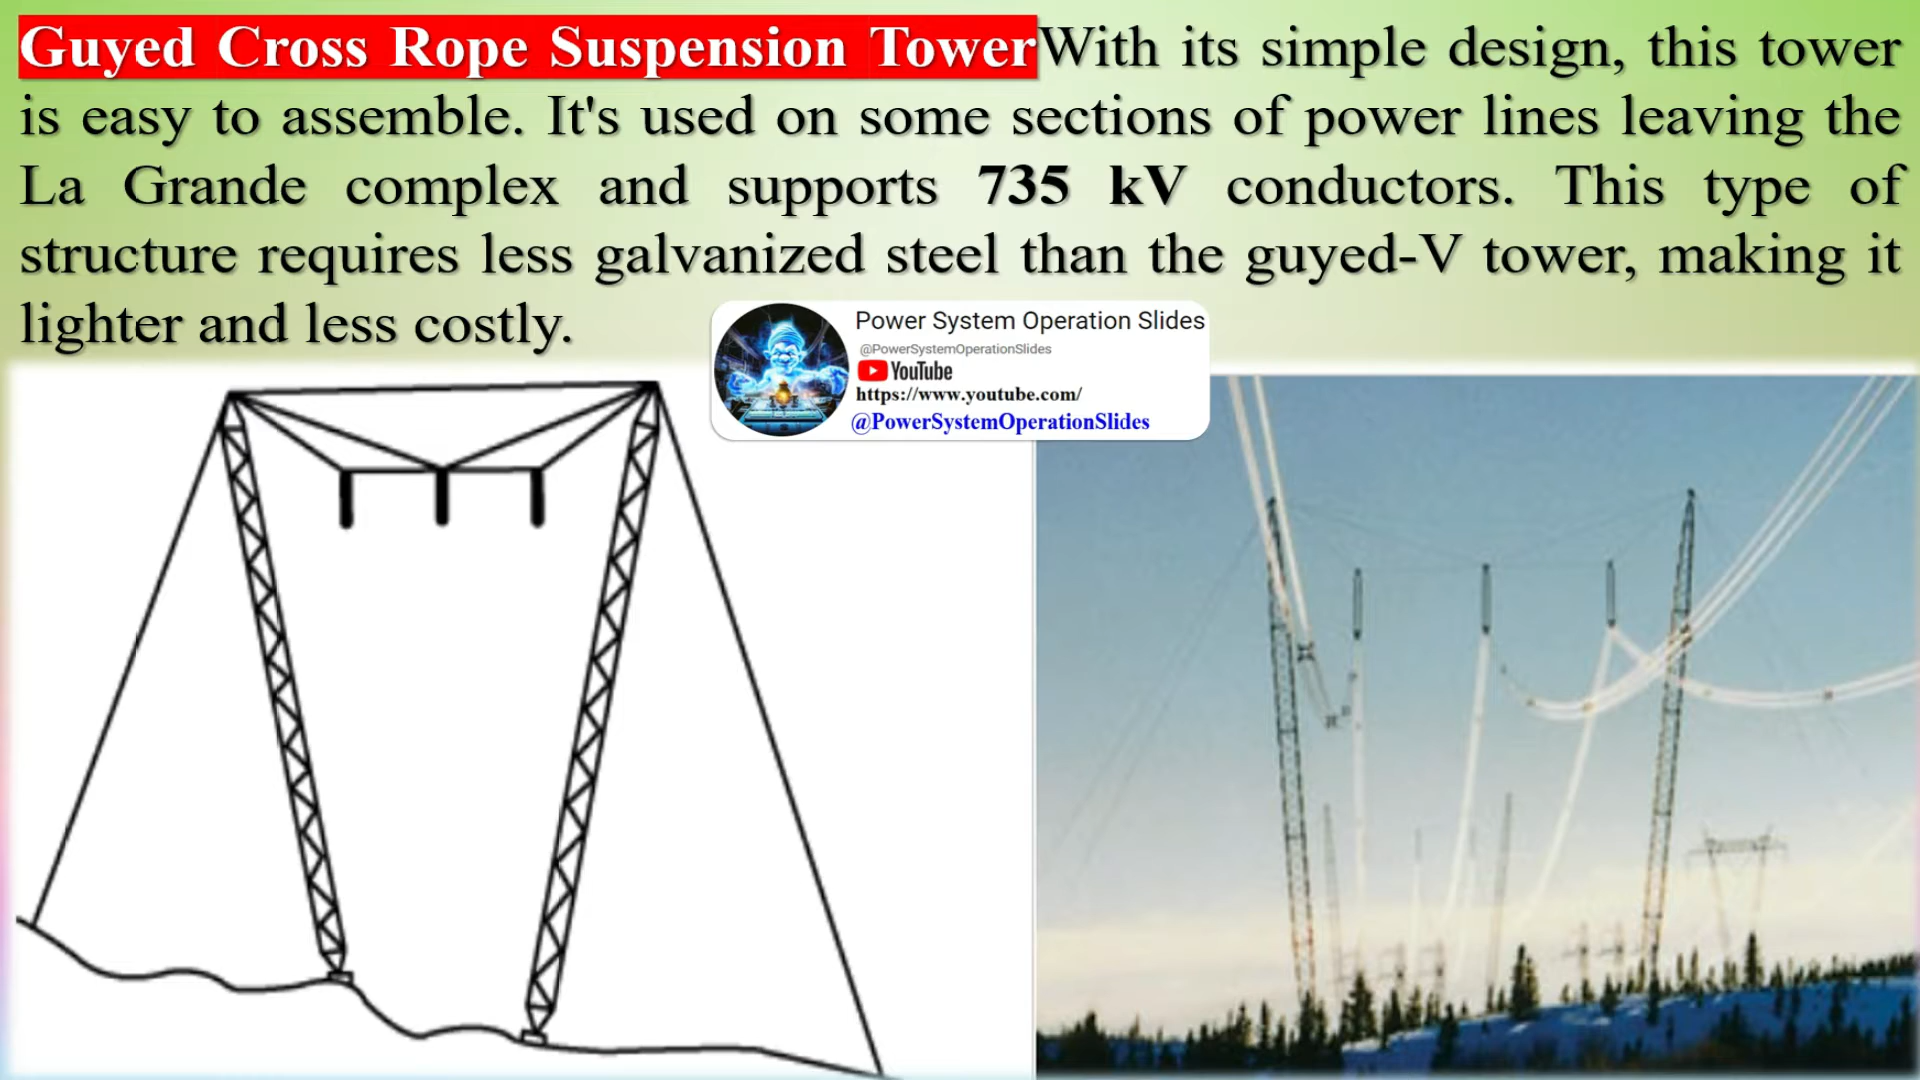 Guyed Cross Rope Suspension Tower With its simple design, this tower
is easy to assemble. It's used on some sections of power lines leaving the
La Grande complex and supports 735 kV conductors. This type of
structure requires less galvanized steel than the guyed-V tower, making it
lighter and less costly.
Power System Operation Slides
@PowerSystemOperationSlides
YouTube
https://www.youtube.com/
@PowerSystemOperationSlides